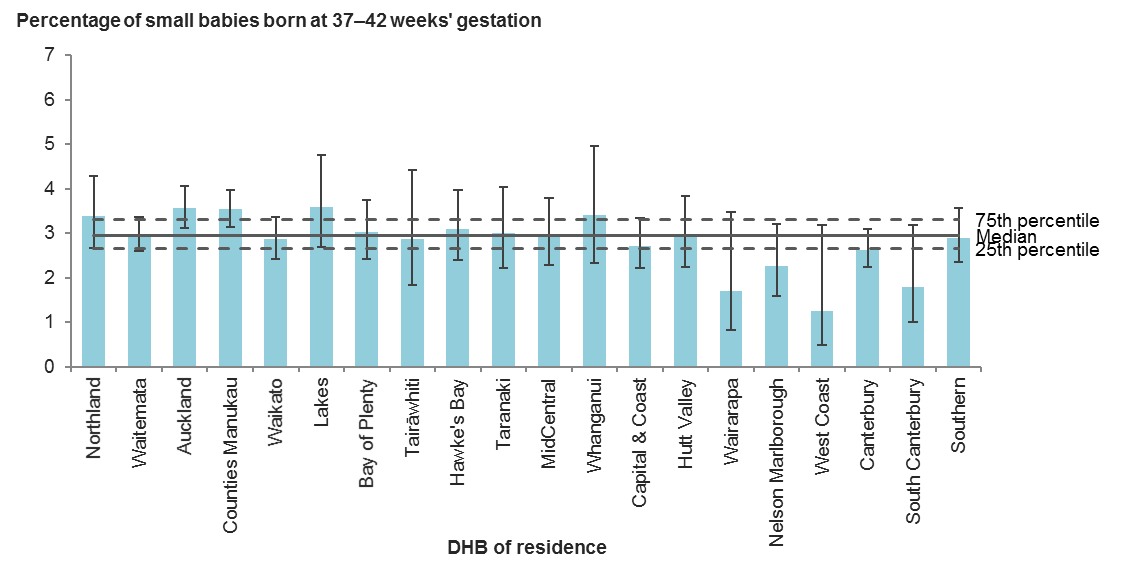 Percentage of small babies born at 37–42 weeks' gestation
7
6
5
4
3
2
1
0
75th percentile
Median
25th percentile
Northland
Waitemata
Auckland
Counties Manukau
Waikato
Lakes
Bay of Plenty
Tairāwhiti
Hawke's Bay
Taranaki
MidCentral
Whanganui
Capital & Coast
Hutt Valley
Wairarapa
Nelson Marlborough
West Coast
Canterbury
South Canterbury
Southern
DHB of residence